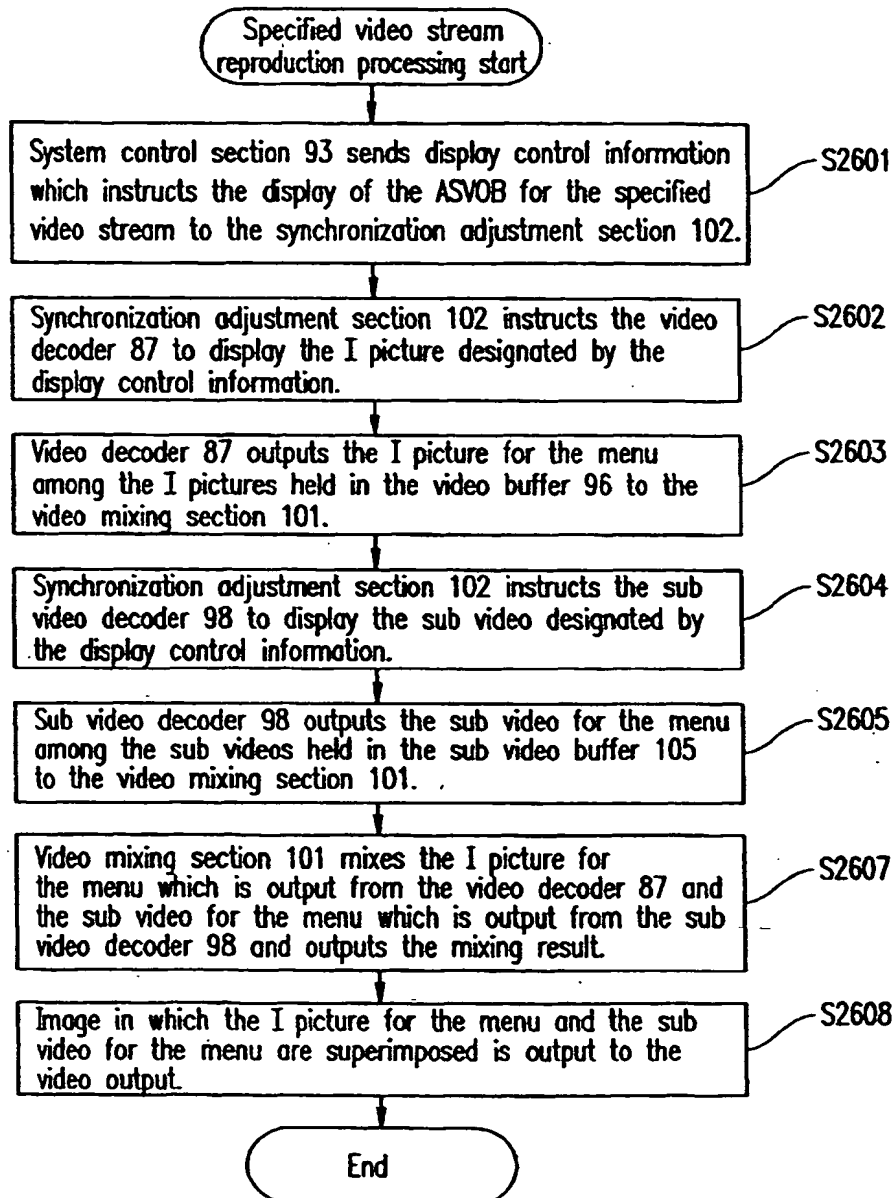 Specified video stream
reproduction processing start
System control section 93 sends display control information
which instructs the display of the ASVOB for the specified
video stream to the synchronization adjustment section 102.
S2601
Synchronization adjustment section 102 instructs the video
decoder 87 to display the I picture designated by the
display control information.
S2602
Video decoder 87 outputs the I picture for the menu
among the I pictures held in the video buffer 96 to the
video mixing section 101.
S2603
Synchronization adjustment section 102 instructs the sub
video decoder 98 to display the sub video designated by
the display control information.
S2604
Sub video decoder 98 outputs the sub video for the menu
among the sub videos held in the sub video buffer 105
to the video mixing section 101.
S2605
Video mixing section 101 mixes the I picture for
the menu which is output from the video decoder 87 and
the sub video for the menu which is output from the sub
video decoder 98 and outputs the mixing result.
S2607
Image in which the I picture for the menu and the sub
video for the menu are superimposed is output to the
video output.
S2608
End